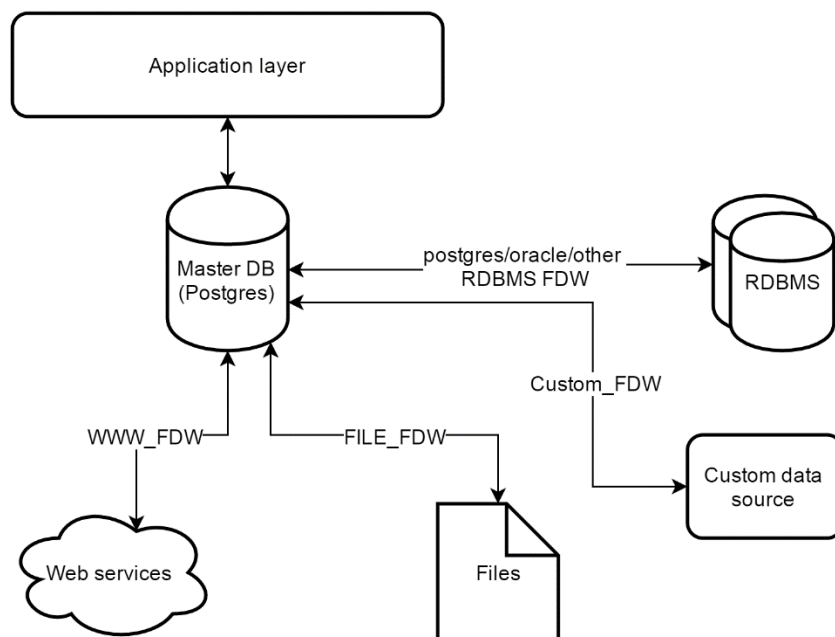 Application layer
Master DB
(Postgres)
postgres/oracle/other
RDBMS FDW
RDBMS
Custom_FDW
WWW_FDW
FILE_FDW
Custom data
source
Web services
Files